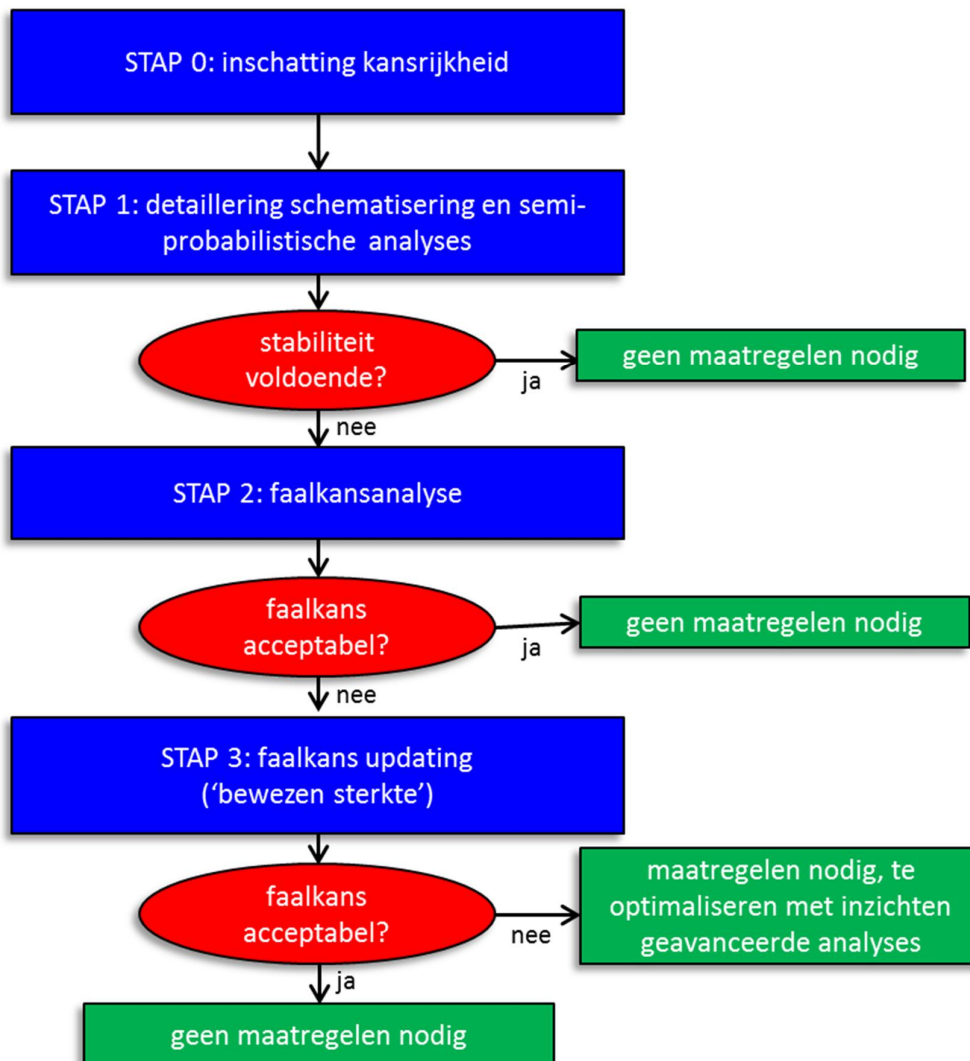 STAP 0: inschatting kansrijkheid
STAP 1: detaillering schematisering en semi-
probabilistische analyses
stabiliteit
voldoende?
ja
geen maatregelen nodig
nee
STAP 2: faalkansanalyse
faalkans
acceptabel?
ja
geen maatregelen nodig
nee
STAP 3: faalkans updating
(‘bewezen sterkte’)
faalkans
acceptabel?
nee
maatregelen nodig, te
optimaliseren met inzichten
geavanceerde analyses
ja
geen maatregelen nodig